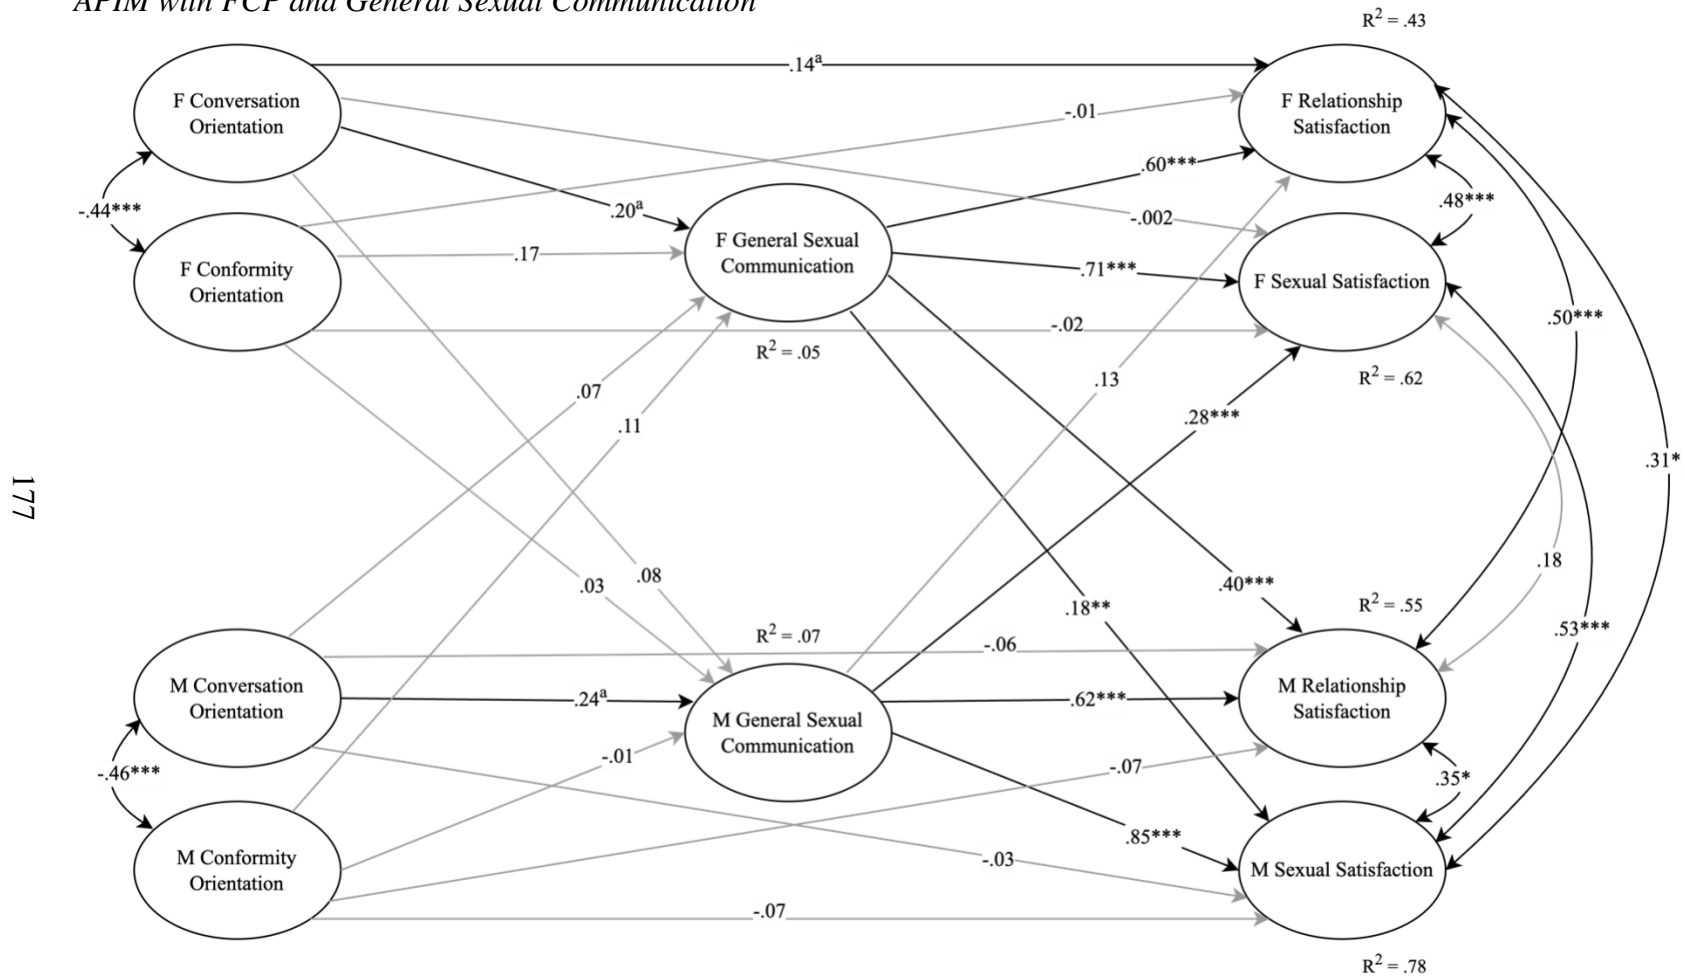 APIM with FCP and General Sexual Communication
R² = .43
F Conversation
Orientation
.14ᵃ
F Relationship
Satisfaction
-.01
.60***
-.44***
.20ᵃ
-.002
.48***
F General Sexual
Communication
.17
F Conformity
Orientation
.71***
F Sexual Satisfaction
-.02
.50***
R² = .05
R² = .62
.07
.13
.11
.28***
.31*
177
.18
.03
.08
.40***
.18**
R² = .55
.53***
R² = .07
-.06
M Conversation
Orientation
.24ᵃ
M General Sexual
Communication
.62***
M Relationship
Satisfaction
-.01
-.07
-.46***
.35*
.85***
M Conformity
Orientation
-.03
M Sexual Satisfaction
-.07
R² = .78